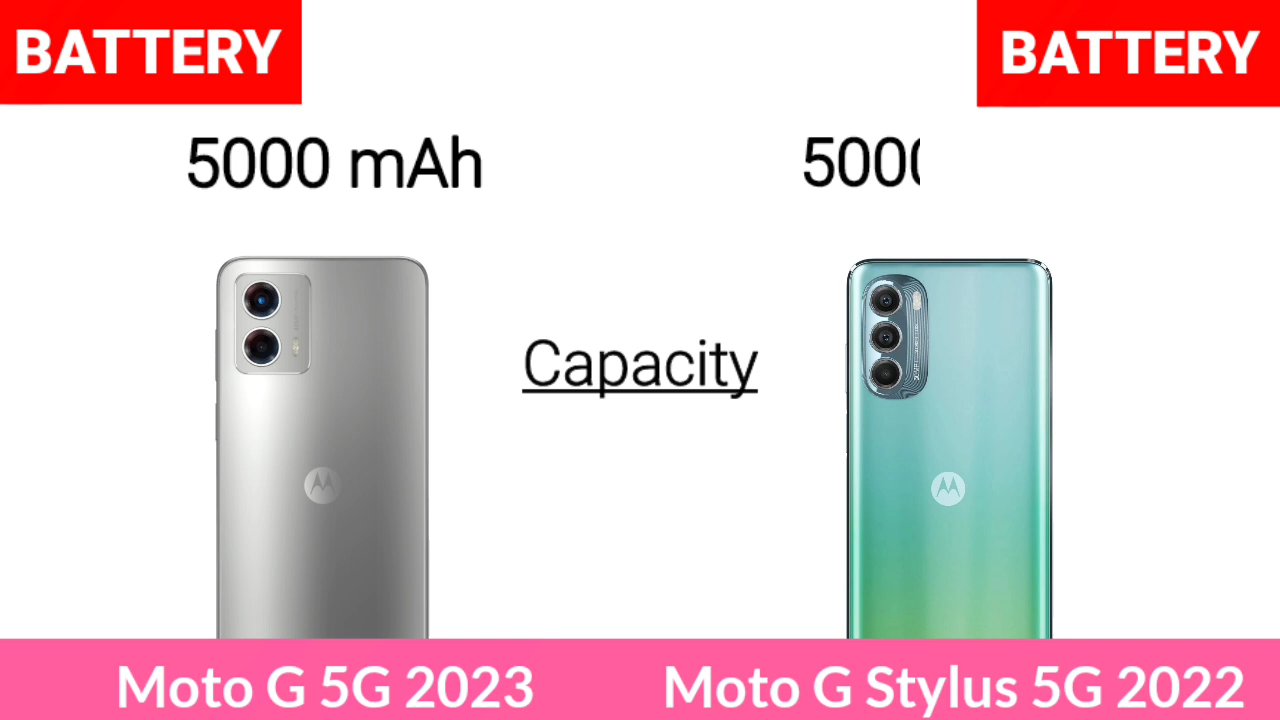 BATTERY
BATTERY
5000 mAh
500
Capacity
Moto G 5G 2023
Moto G Stylus 5G 2022